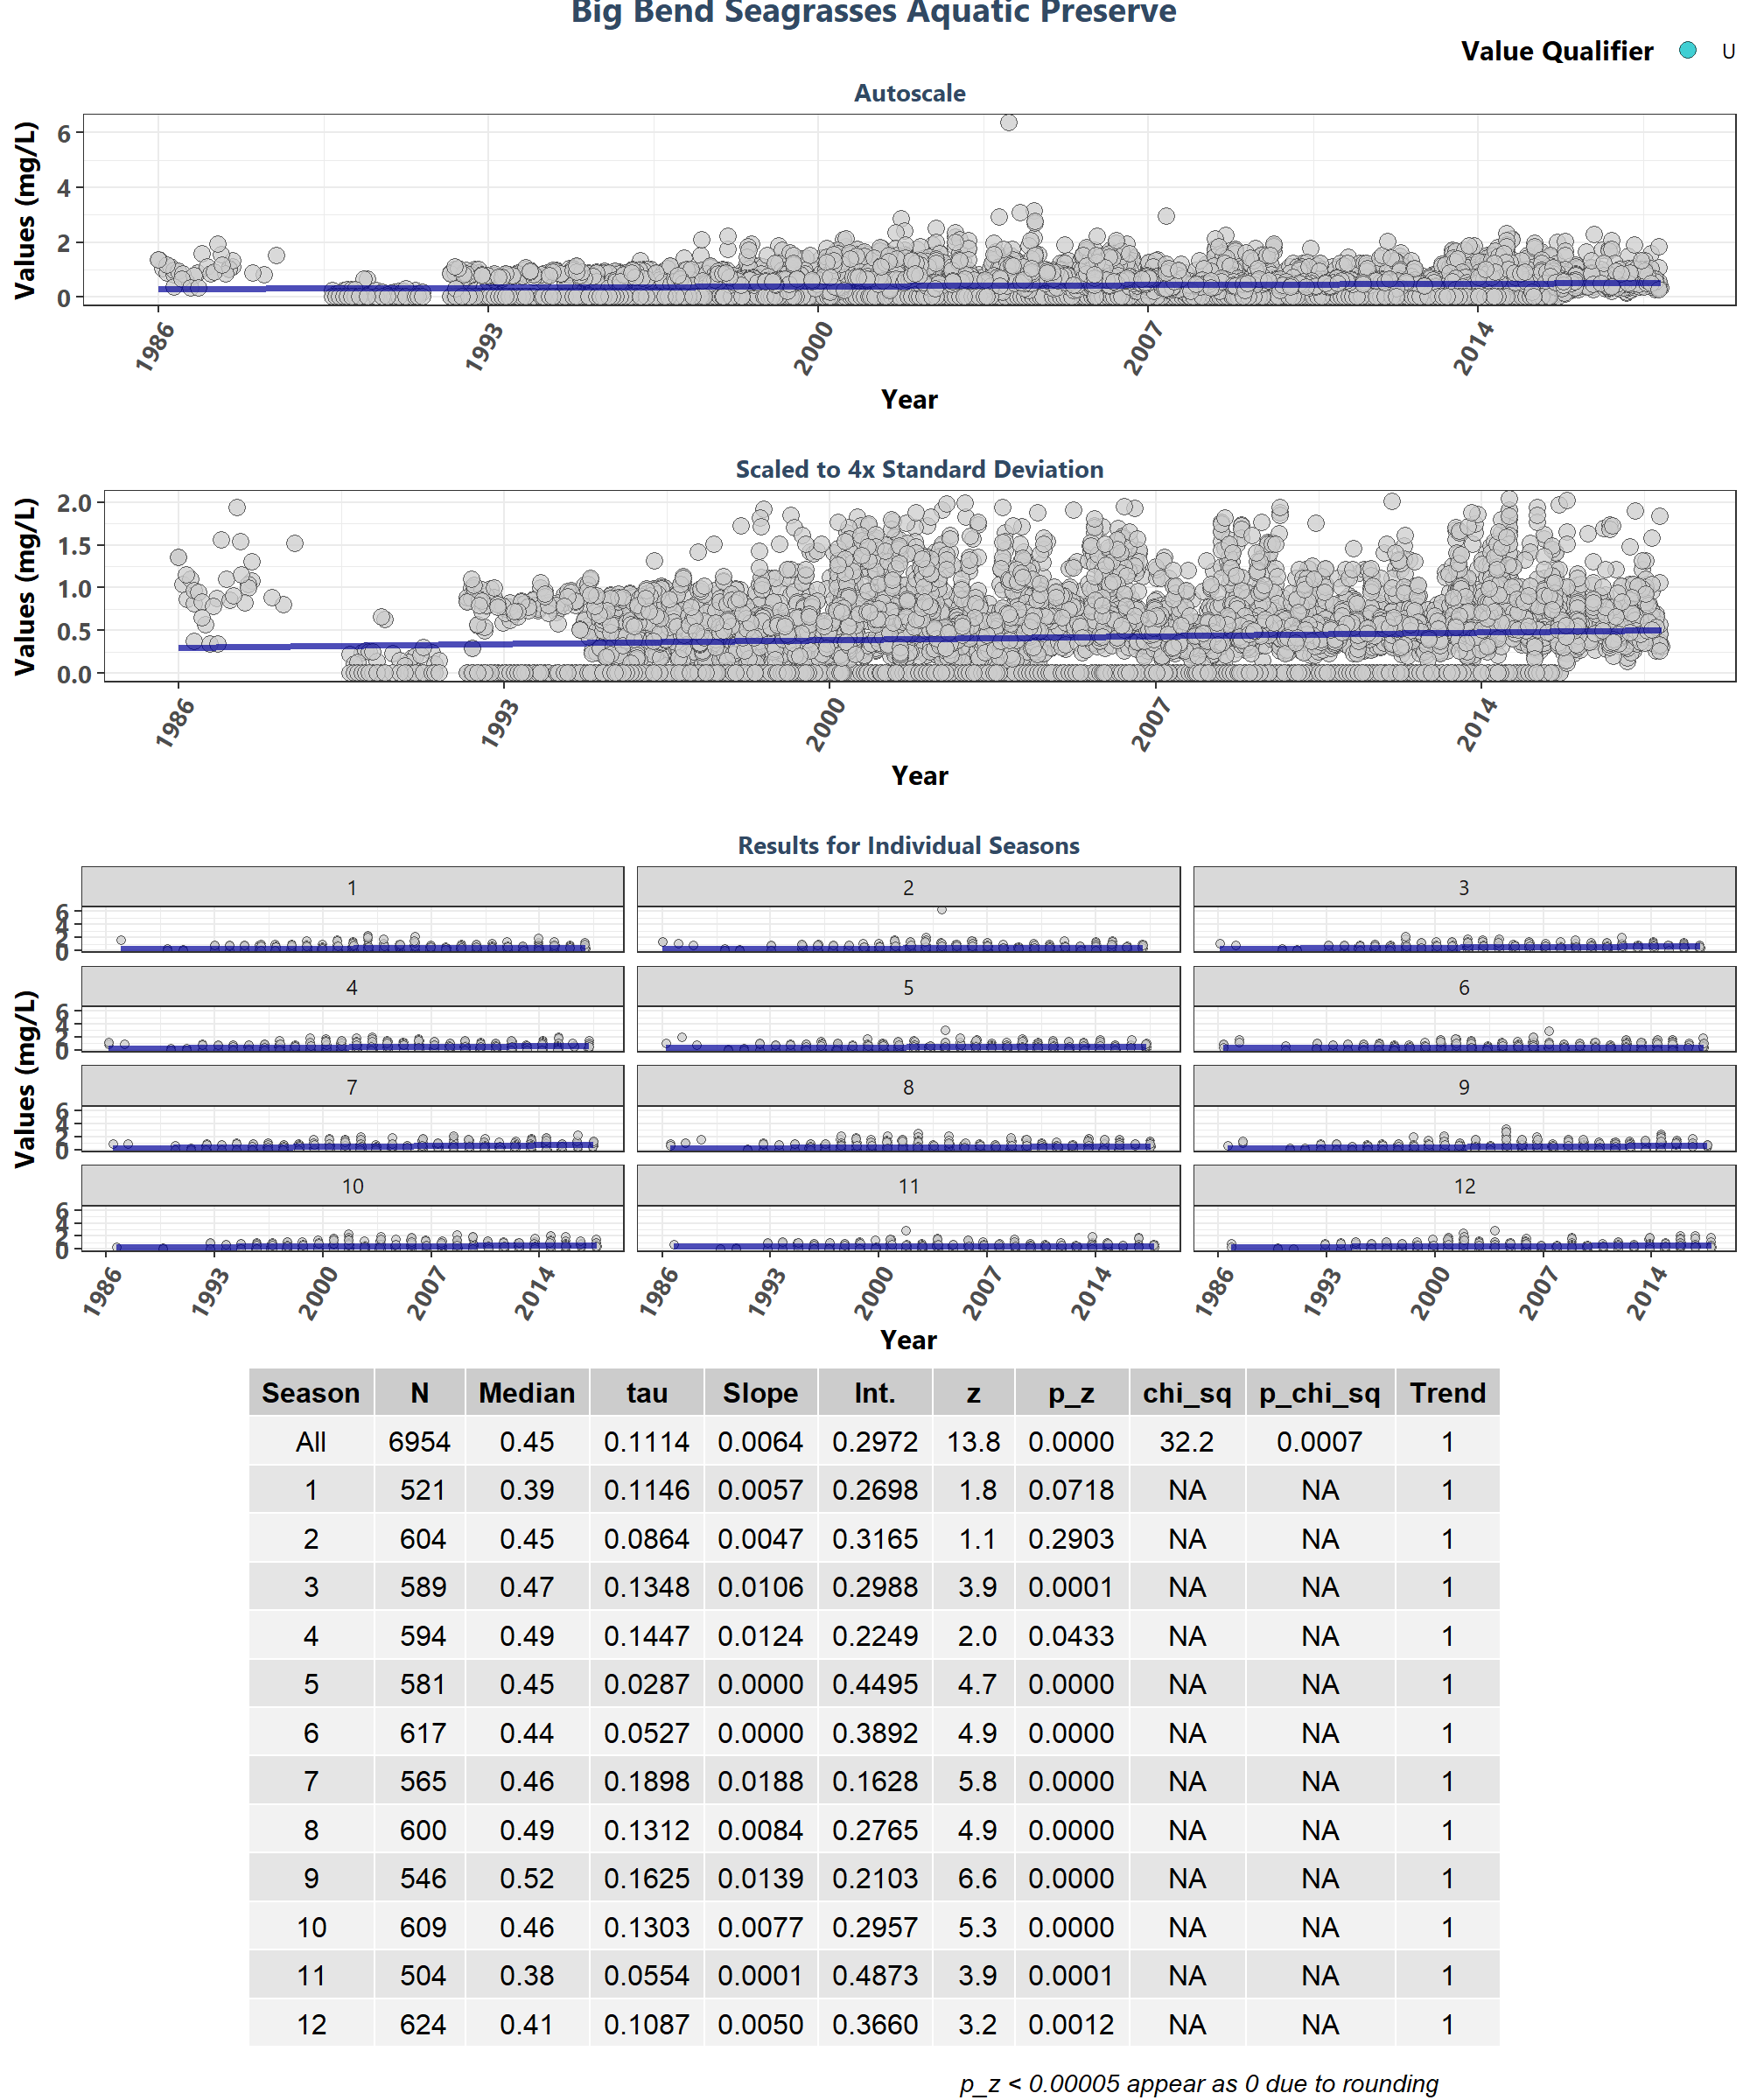 Big Bend Seagrasses Aquatic Preserve
Value Qualifier U
Autoscale
Values (mg/L)
6
4
2
0
1986 1993 2000 2007 2014
Year
Scaled to 4x Standard Deviation
Values (mg/L)
2.0
1.5
1.0
0.5
0.0
1986 1993 2000 2007 2014
Year
Results for Individual Seasons
Values (mg/L)
1 2 3
6
4
2
0
4 5 6
6
4
2
0
7 8 9
6
4
2
0
10 11 12
6
4
2
0
1986 1993 2000 2007 2014 1986 1993 2000 2007 2014 1986 1993 2000 2007 2014
Year
Season N Median tau Slope Int. z p_z chi_sq p_chi_sq Trend
All 6954 0.45 0.1114 0.0064 0.2972 13.8 0.0000 32.2 0.0007 1
1 521 0.39 0.1146 0.0057 0.2698 1.8 0.0718 NA NA 1
2 604 0.45 0.0864 0.0047 0.3165 1.1 0.2903 NA NA 1
3 589 0.47 0.1348 0.0106 0.2988 3.9 0.0001 NA NA 1
4 594 0.49 0.1447 0.0124 0.2249 2.0 0.0433 NA NA 1
5 581 0.45 0.0287 0.0000 0.4495 4.7 0.0000 NA NA 1
6 617 0.44 0.0527 0.0000 0.3892 4.9 0.0000 NA NA 1
7 565 0.46 0.1898 0.0188 0.1628 5.8 0.0000 NA NA 1
8 600 0.49 0.1312 0.0084 0.2765 4.9 0.0000 NA NA 1
9 546 0.52 0.1625 0.0139 0.2103 6.6 0.0000 NA NA 1
10 609 0.46 0.1303 0.0077 0.2957 5.3 0.0000 NA NA 1
11 504 0.38 0.0554 0.0001 0.4873 3.9 0.0001 NA NA 1
12 624 0.41 0.1087 0.0050 0.3660 3.2 0.0012 NA NA 1
p_z < 0.00005 appear as 0 due to rounding